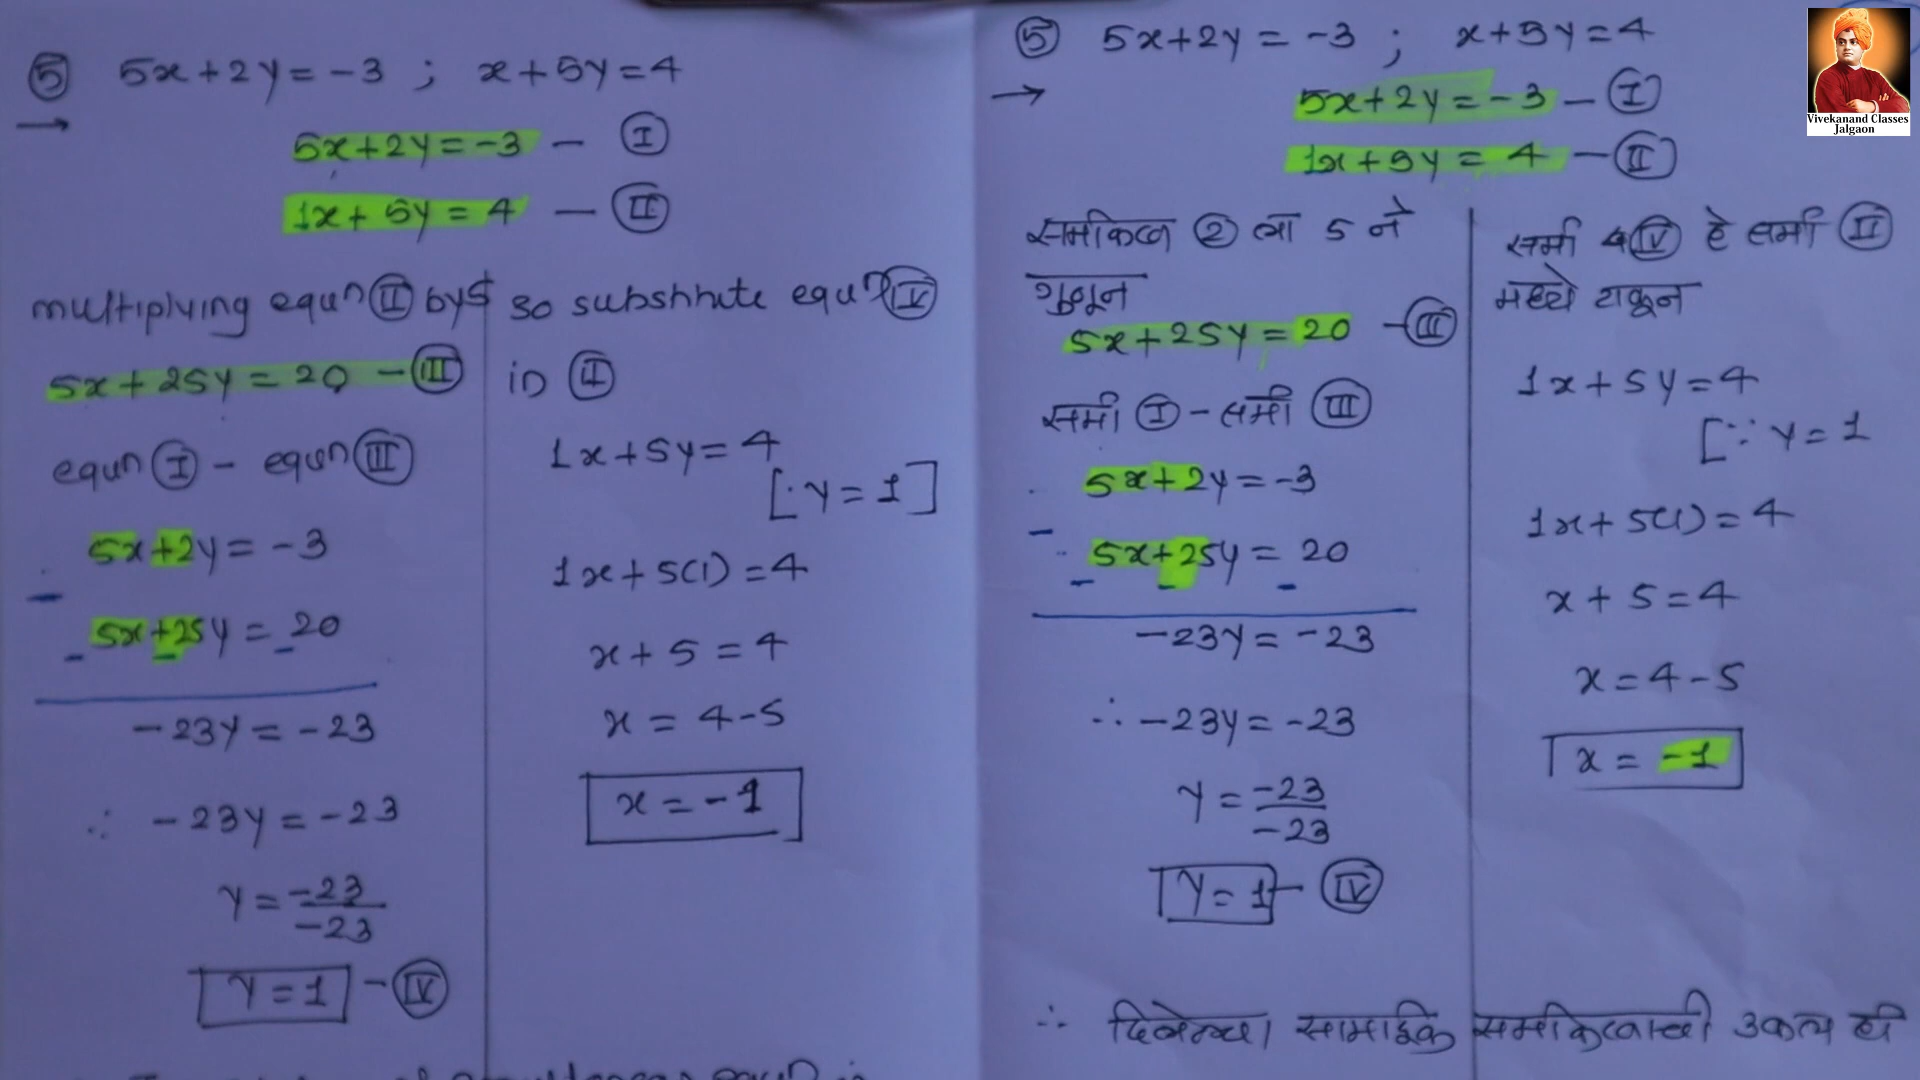 ⑤ 5x+2y=-3 ; x+5y=4
→
5x+2y=-3 — Ⓘ
1x+5y=4 — Ⅱ
multiplying equn Ⅱ by 5
5x+25y=20 — Ⅲ
equn Ⓘ - equn Ⅲ
5x+2y=-3
-
5x+25y=20
- - -
-23y=-23
∴ -23y=-23
y=-23/-23
y=1 - Ⅳ
so substitute equn Ⅳ
in Ⅱ
1x+5y=4
[∵ y=1]
1x+5(1)=4
x+5=4
x=4-5
x=-1
⑤ 5x+2y=-3 ; x+5y=4
→
5x+2y=-3 — Ⓘ
1x+5y=4 — Ⅱ
समीकरण ② ला 5 ने
गुणून
5x+25y=20 — Ⅲ
समी Ⓘ - समी Ⅲ
5x+2y=-3
-
5x+25y=20
- - -
-23y=-23
∴ -23y=-23
y=-23/-23
y=1 - Ⅳ
समी Ⅳ हे समी Ⅱ
मध्ये टाकून
1x+5y=4
[∵ y=1
1x+5(1)=4
x+5=4
x=4-5
x=-1
∴ दिलेल्या सामाईक समीकरणाची उकल ही
Vivekanand Classes
Jalgaon